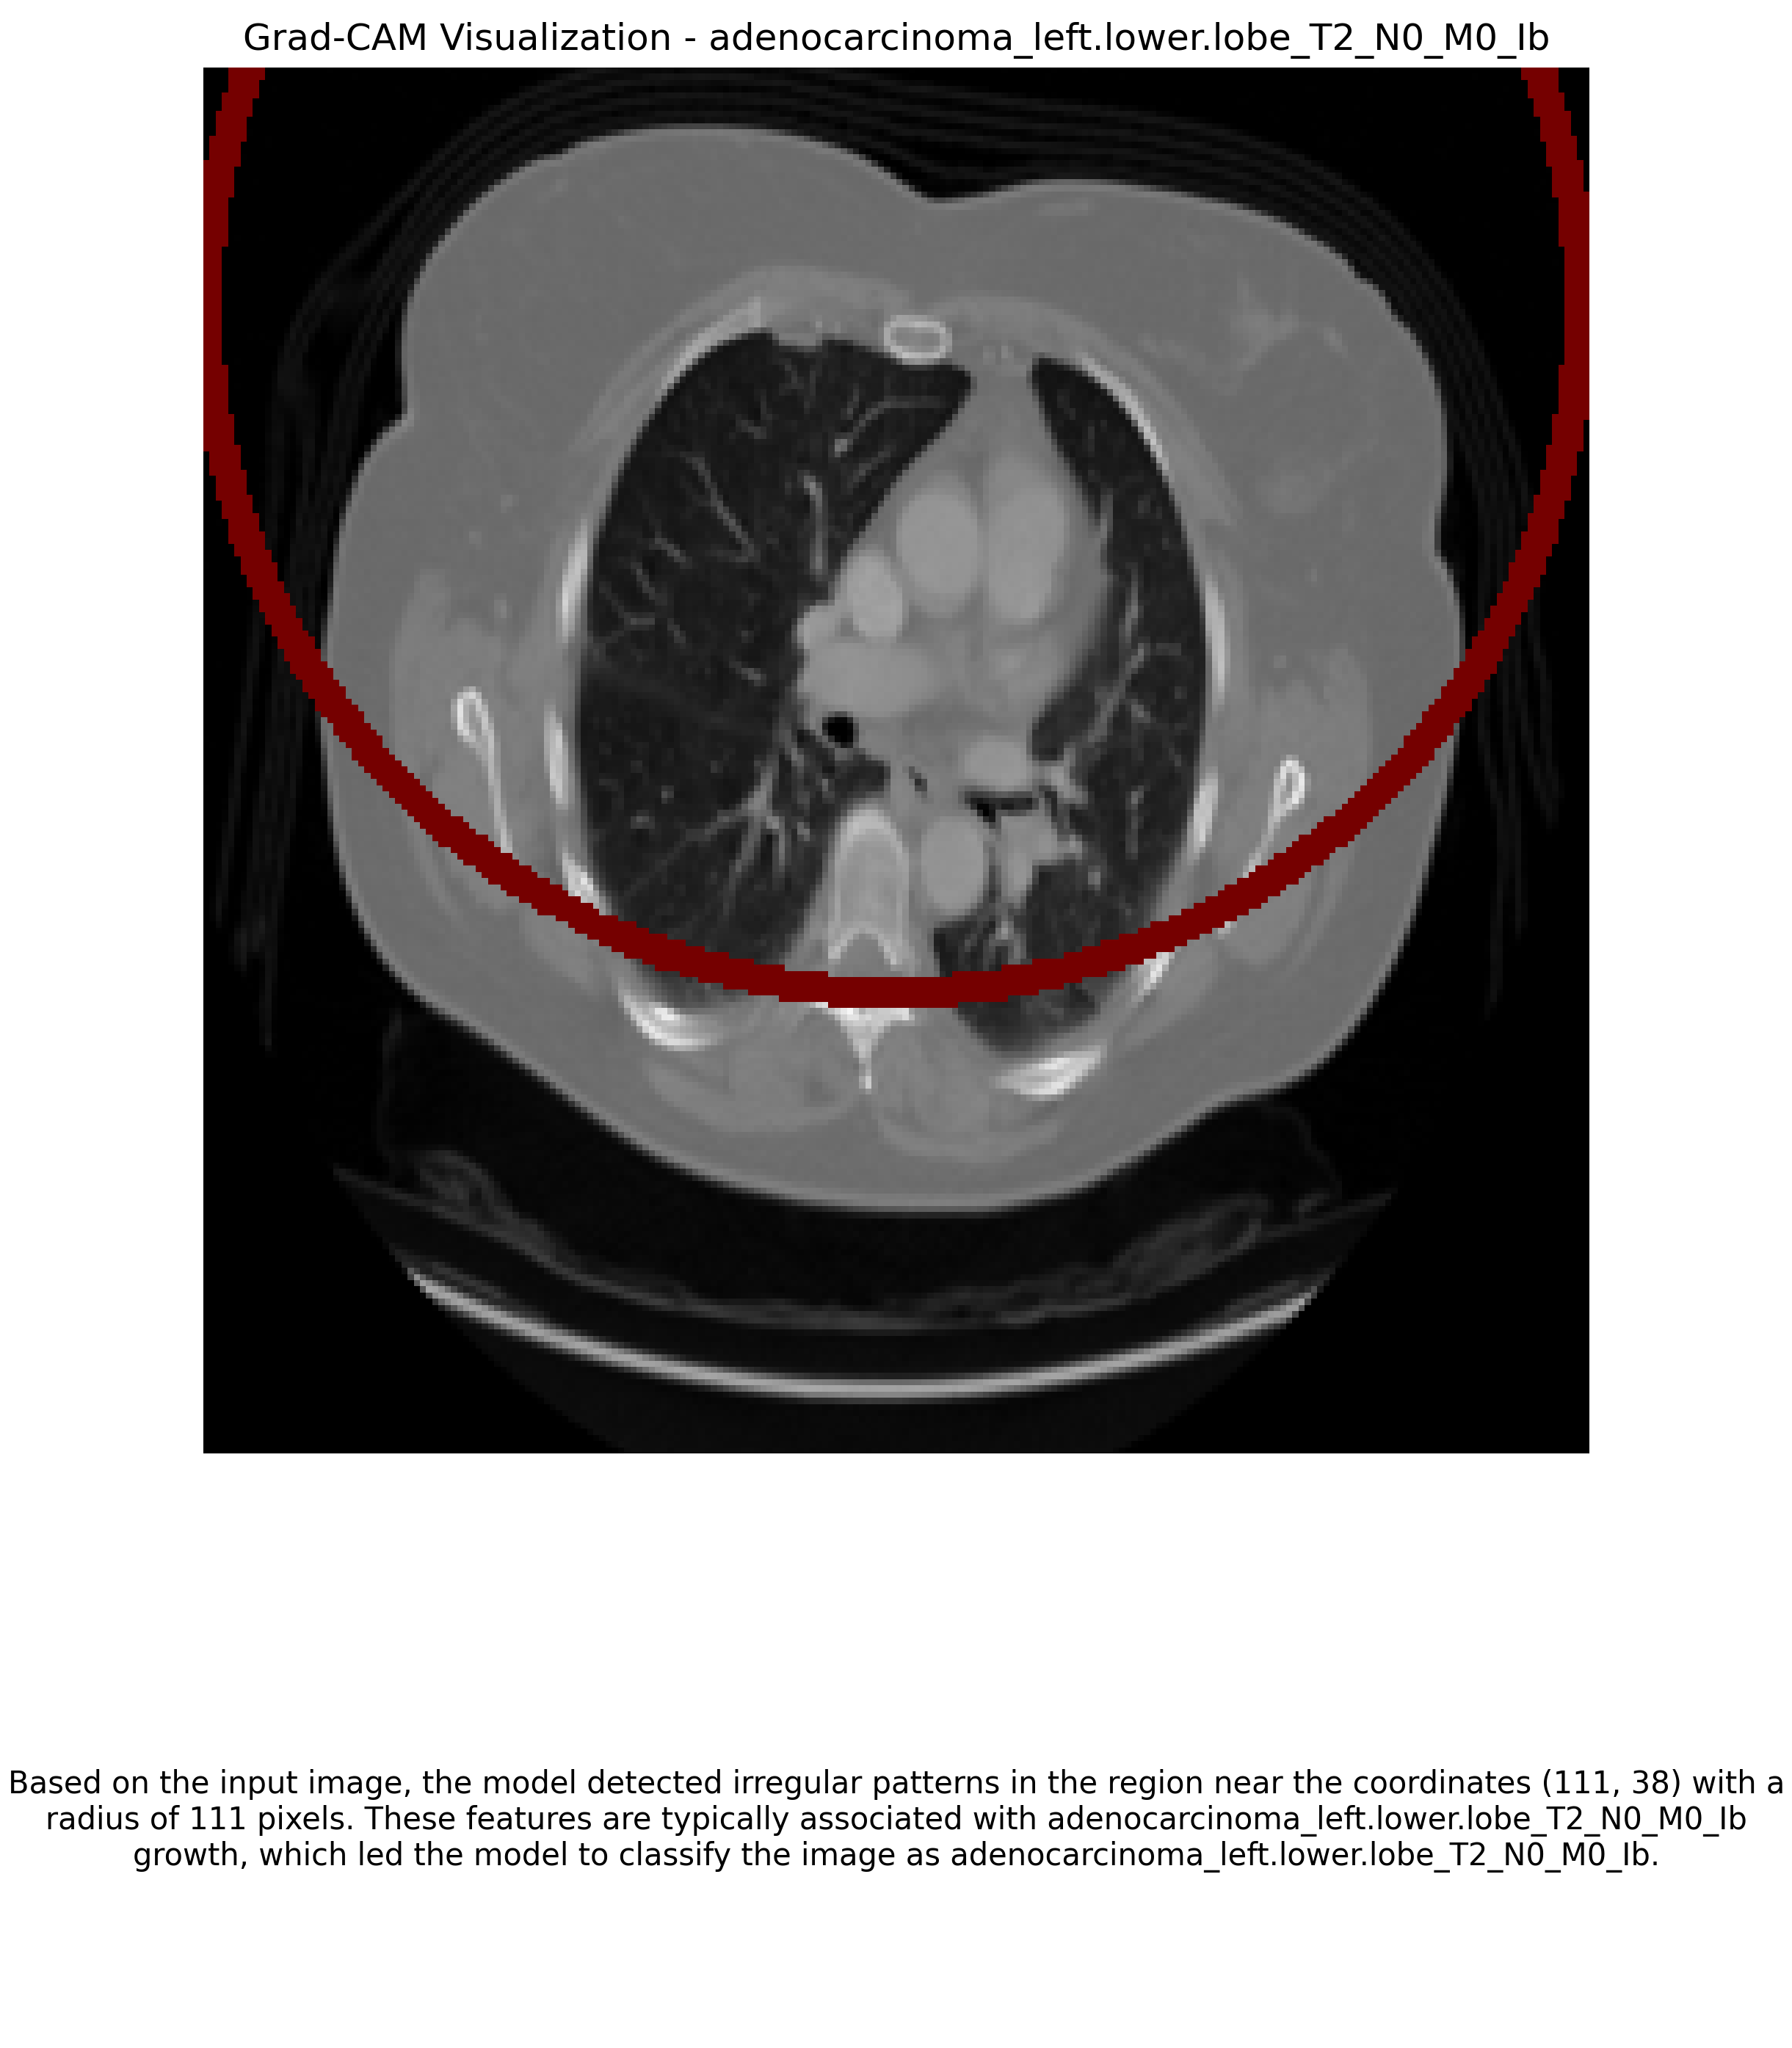 Grad-CAM Visualization - adenocarcinoma_left.lower.lobe_T2_N0_M0_Ib
Based on the input image, the model detected irregular patterns in the region near the coordinates (111, 38) with a
radius of 111 pixels. These features are typically associated with adenocarcinoma_left.lower.lobe_T2_N0_M0_Ib
growth, which led the model to classify the image as adenocarcinoma_left.lower.lobe_T2_N0_M0_Ib.